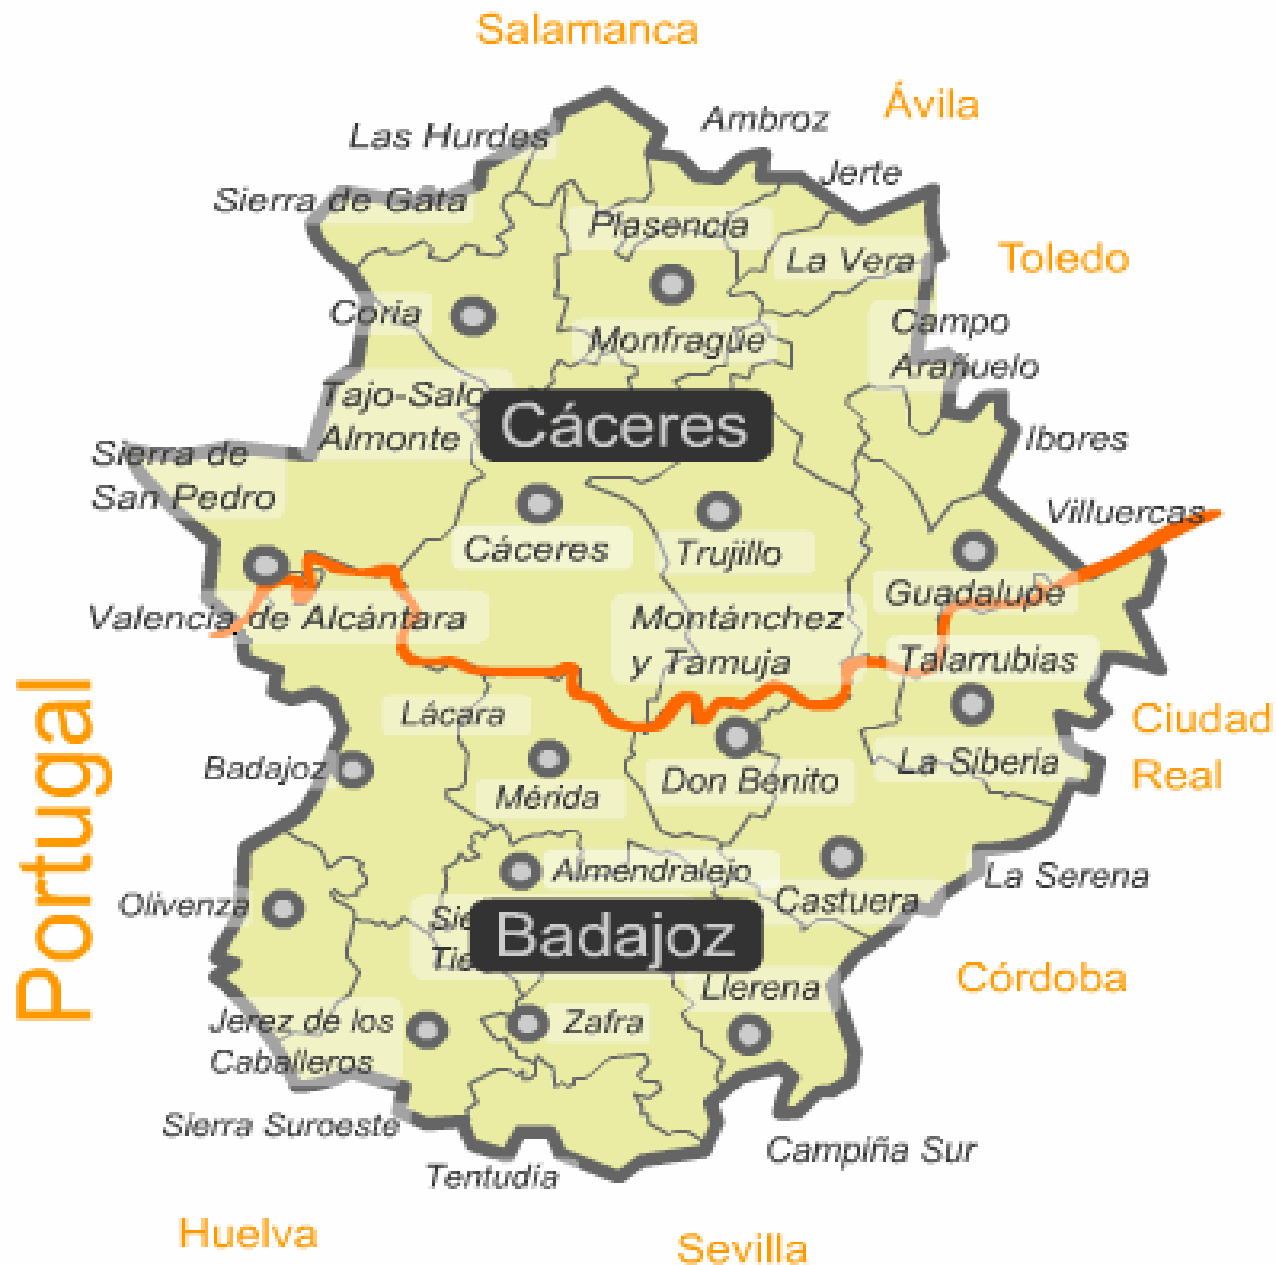 Salamanca
Ávila
Ambroz
Las Hurdes
Jerte
Sierra de Gata
Plasencia
La Vera
Toledo
Coria
Campo
Arañuelo
Monfragüe
Tajo-Salo
Almonte
Cáceres
Ibores
Sierra de
San Pedro
Villuercas
Cáceres
Trujillo
Guadalupe
Valencia de Alcántara
Montánchez
y Tamuja
Talarrubias
Portugal
Lácara
Ciudad
Real
Badajoz
Mérida
Don Benito
La Siberia
Almendralejo
La Serena
Castuera
Olivenza
Badajoz
Córdoba
Llerena
Jerez de los
Caballeros
Zafra
Sierra Suroeste
Campiña Sur
Tentudía
Huelva
Sevilla